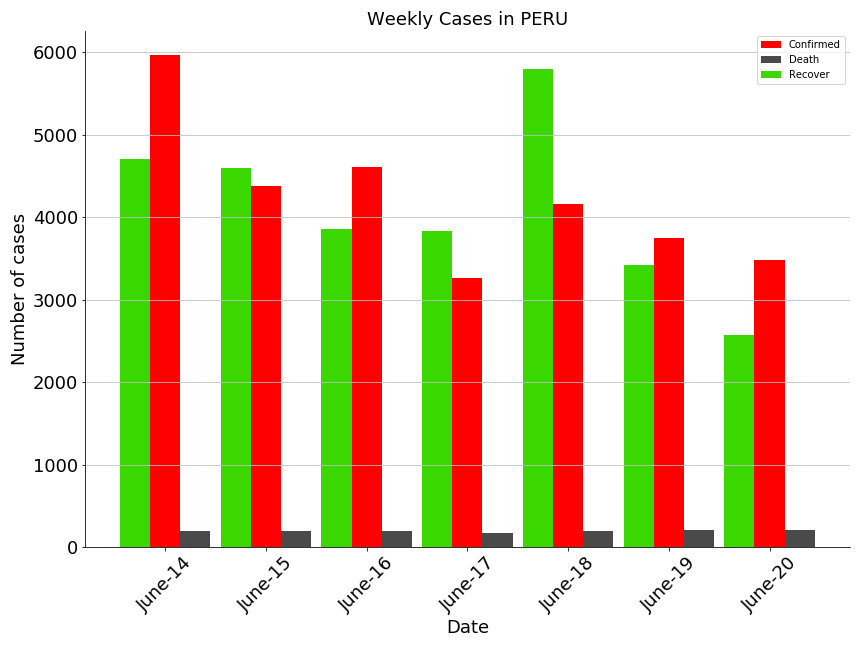 Weekly Cases in PERU
Confirmed
Death
Recover
Number of cases
6000
5000
4000
3000
2000
1000
0
June-14
June-15
June-16
June-17
June-18
June-19
June-20
Date